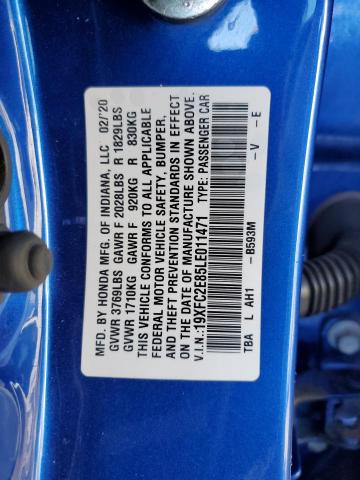 MFG. BY HONDA MFG. OF INDIANA, LLC 02/'20
GVWR 3769LBS GAWR F 2028LBS R 1829LBS
GVWR 1710KG GAWR F 920KG R 830KG
THIS VEHICLE CONFORMS TO ALL APPLICABLE
FEDERAL MOTOR VEHICLE SAFETY, BUMPER,
AND THEFT PREVENTION STANDARDS IN EFFECT
ON THE DATE OF MANUFACTURE SHOWN ABOVE.
V.I.N.:19XFC2E85LE011471 TYPE: PASSENGER CAR
TBA L AH1 -B593M -V -E